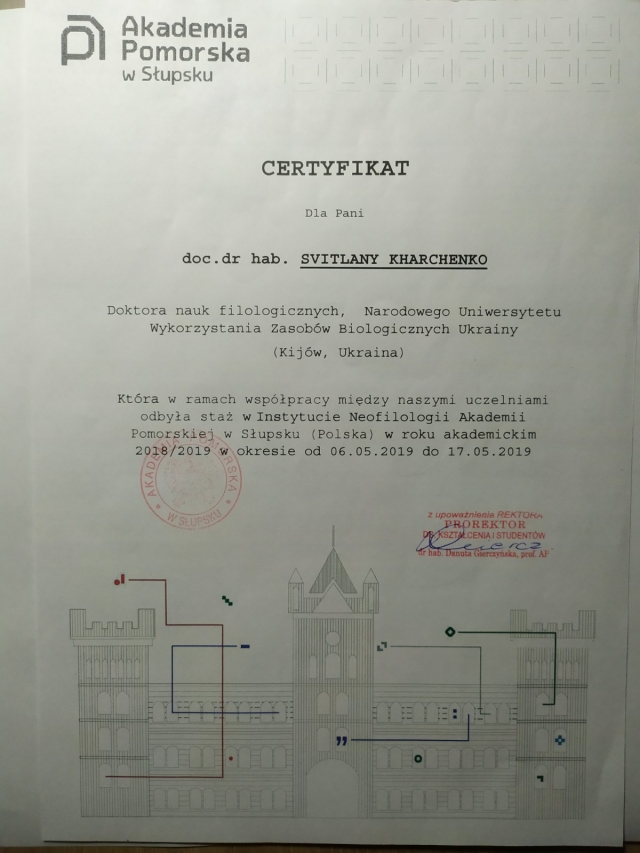 Akademia
Pomorska
w Słupsku
CERTYFIKAT
Dla Pani
doc.dr hab. SVITLANY KHARCHENKO
Doktora nauk filologicznych, Narodowego Uniwersytetu
Wykorzystania Zasobów Biologicznych Ukrainy
(Kijów, Ukraina)
Która w ramach współpracy między naszymi uczelniami
odbyła staż w Instytucie Neofilologii Akademii
Pomorskiej w Słupsku (Polska) w roku akademickim
2018/2019 w okresie od 06.05.2019 do 17.05.2019
AKADEMIA POMORSKA
W SŁUPSKU
z upoważnienia REKTORA
PROREKTOR
DS. KSZTAŁCENIA I STUDENTÓW
dr hab. Danuta Gierczyńska, prof. AP